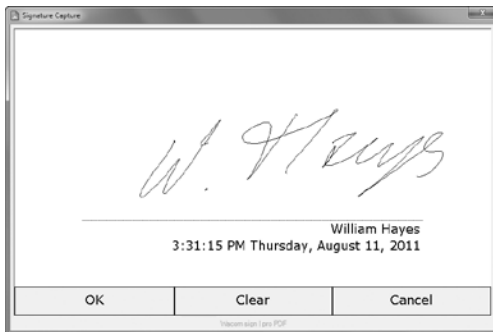 Signature Capture
W. Hayes
William Hayes
3:31:15 PM Thursday, August 11, 2011
OK Clear Cancel
Wacom sign | pro PDF